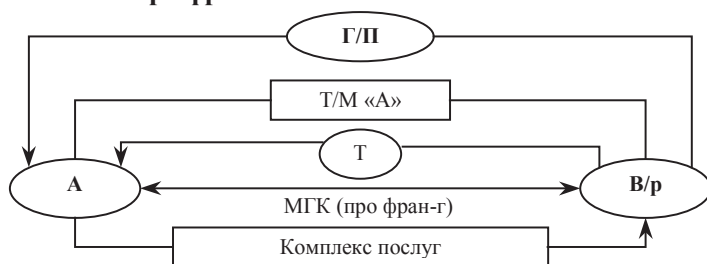 Г/П
Т/М «А»
Т
А
В/р
МГК (про фран-г)
Комплекс послуг